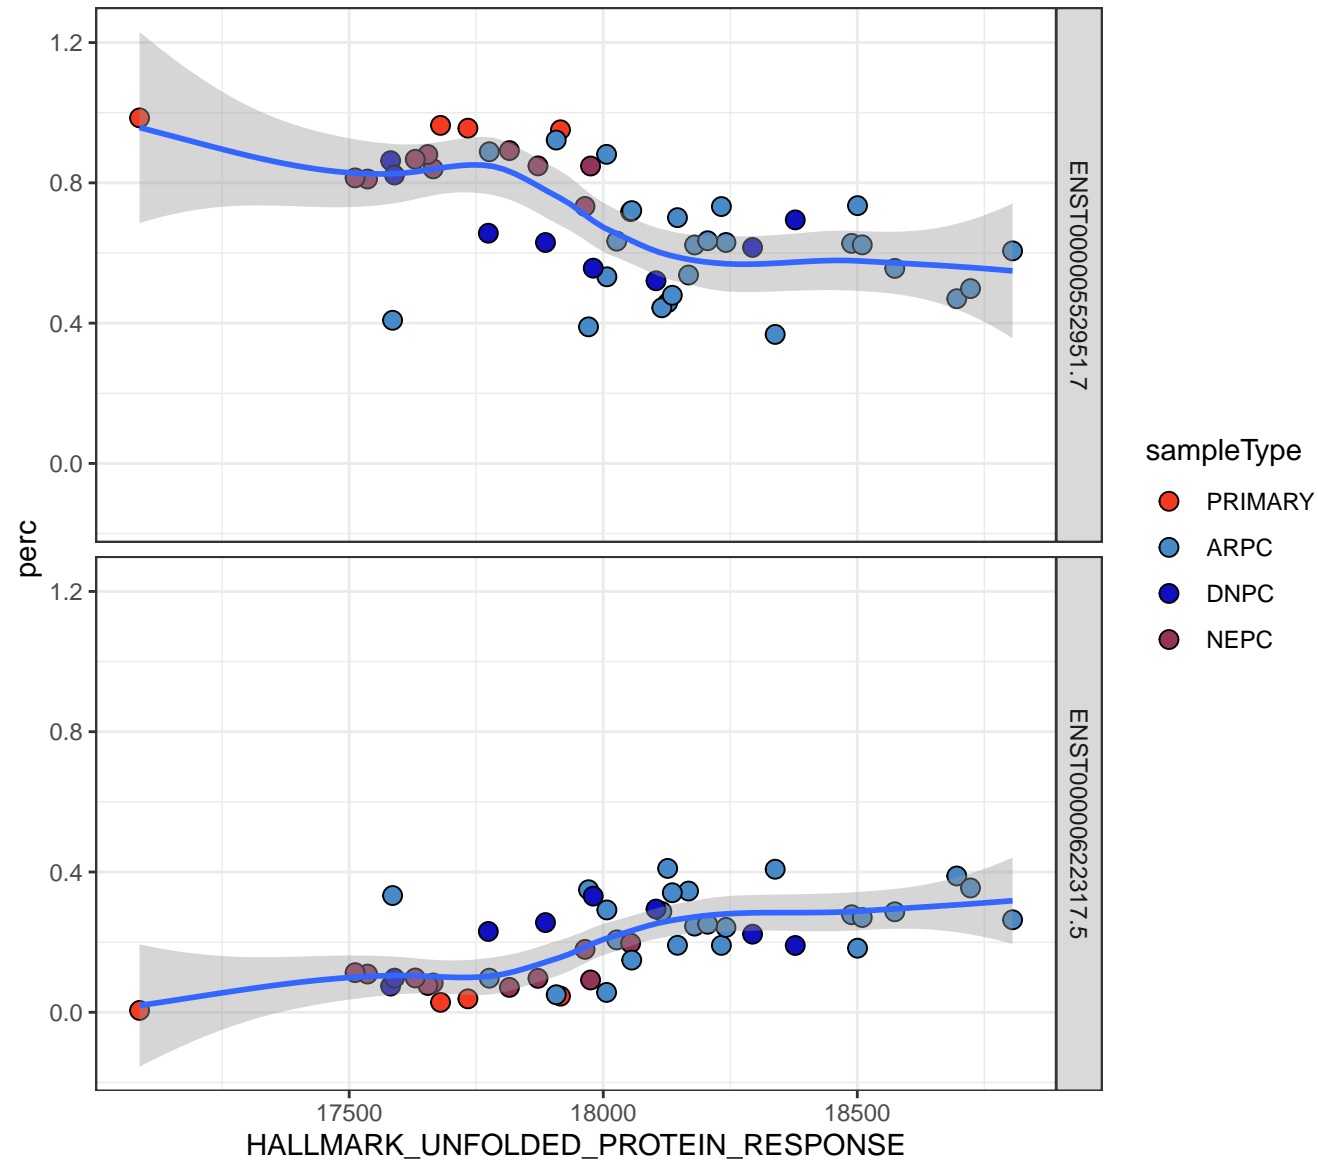 1.2
0.8
0.4
0.0
ENST00000552951.7
1.2
0.8
0.4
0.0
ENST00000622317.5
perc
17500
18000
18500
HALLMARK_UNFOLDED_PROTEIN_RESPONSE
sampleType
PRIMARY
ARPC
DNPC
NEPC